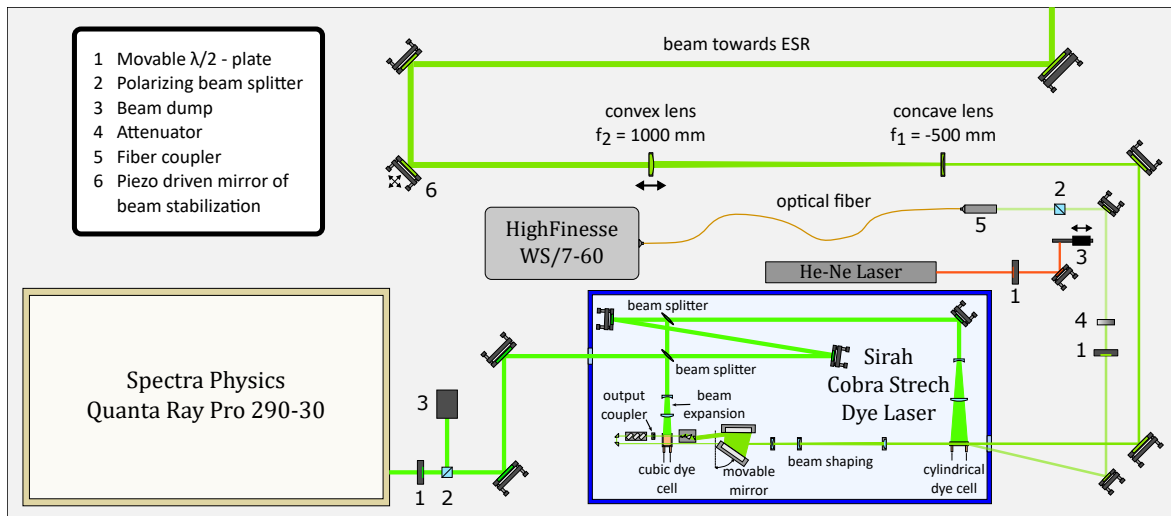 1 Movable λ/2 - plate
2 Polarizing beam splitter
3 Beam dump
4 Attenuator
5 Fiber coupler
6 Piezo driven mirror of
beam stabilization
beam towards ESR
convex lens
f2 = 1000 mm
concave lens
f1 = -500 mm
6
optical fiber
2
5
HighFinesse
WS/7-60
3
He-Ne Laser
1
4
1
beam splitter
beam splitter
Sirah
Cobra Strech
Dye Laser
output
coupler
beam
expansion
beam shaping
cubic dye
cell
movable
mirror
cylindrical
dye cell
Spectra Physics
Quanta Ray Pro 290-30
3
1
2